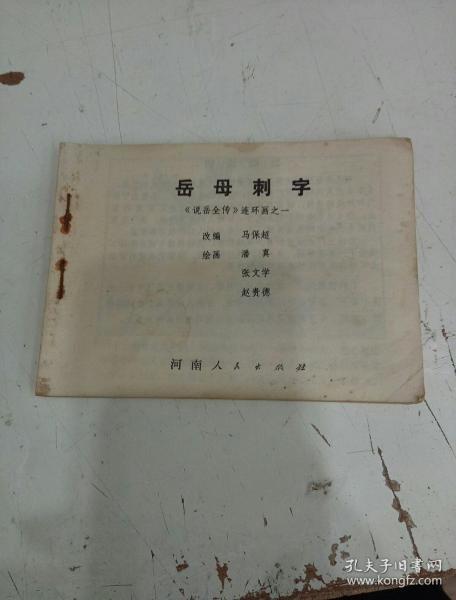 岳母刺字
《说岳全传》连环画之一
改编 马保超
绘画 潘真
张文学
赵贵德
河南人民出版社
孔夫子旧书网
www.kongfz.com